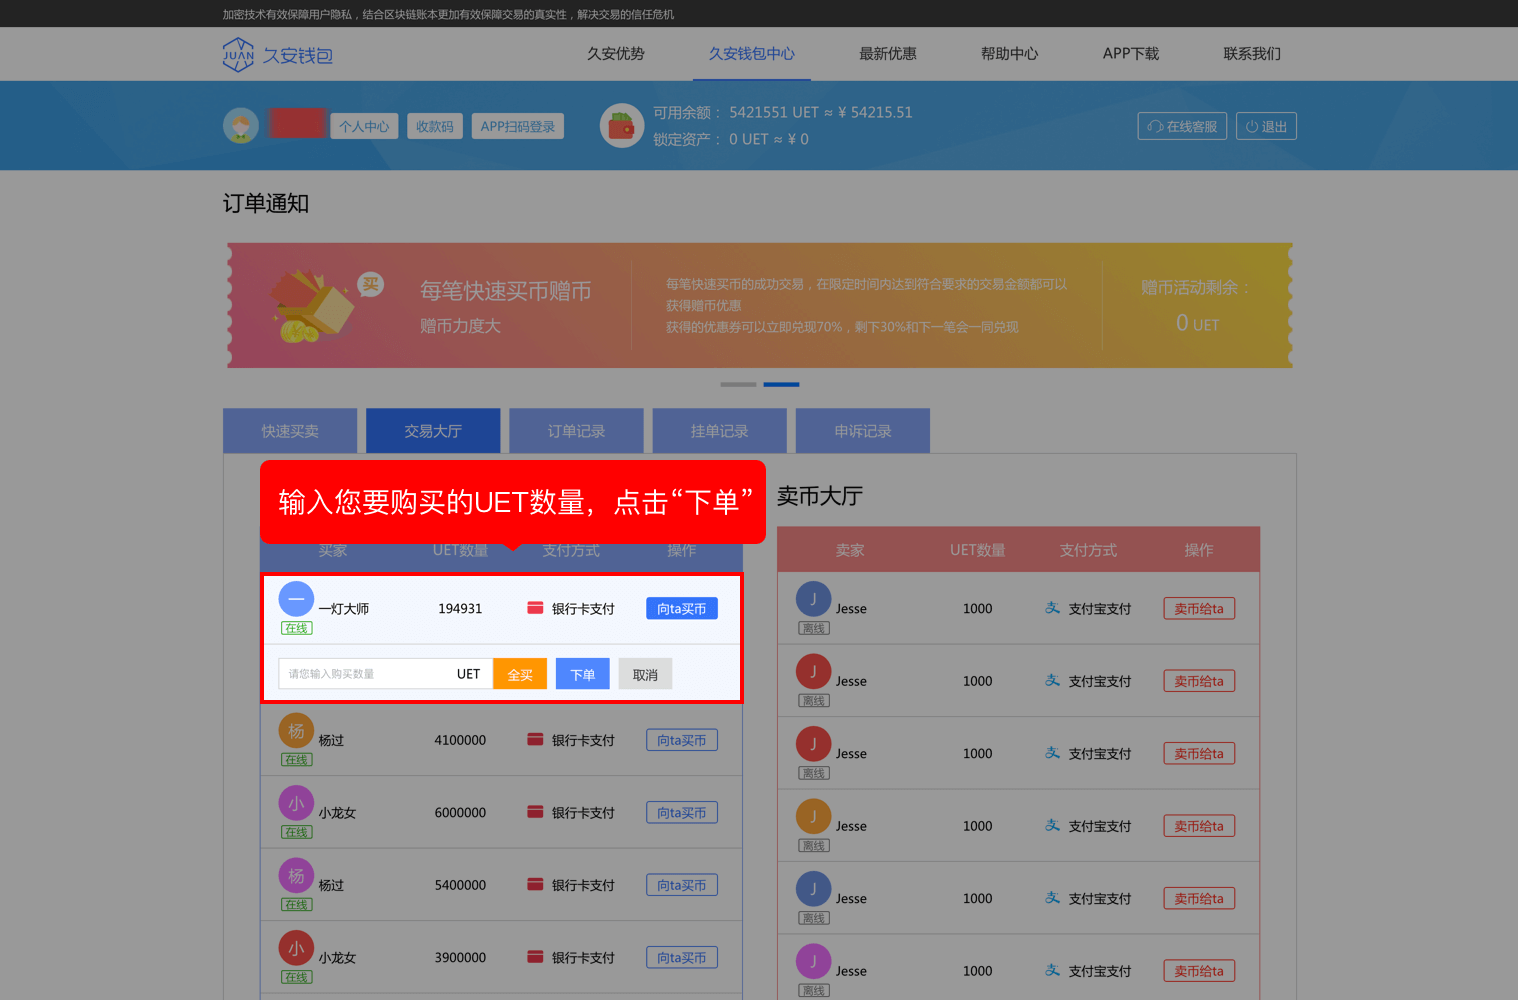 加密技术有效保障用户隐私，结合区块链账本更加有效保障交易的真实性，解决交易的信任危机
JUAN 久安钱包 久安优势 久安钱包中心 最新优惠 帮助中心 APP下载 联系我们
个人中心 收款码 APP扫码登录
可用余额： 5421551 UET ≈ ¥ 54215.51
锁定资产： 0 UET ≈ ¥ 0
在线客服 退出
订单通知
买
每笔快速买币赠币
赠币力度大
每笔快速买币的成功交易，在限定时间内达到符合要求的交易金额都可以
获得赠币优惠
获得的优惠券可以立即兑现70%，剩下30%和下一笔会一同兑现
赠币活动剩余：
0 UET
快速买卖 交易大厅 订单记录 挂单记录 申诉记录
输入您要购买的UET数量，点击“下单”
买家 UET数量 支付方式 操作
一 一灯大师 194931 银行卡支付 向ta买币
在线
请您输入购买数量 UET 全买 下单 取消
杨 杨过 4100000 银行卡支付 向ta买币
在线
小 小龙女 6000000 银行卡支付 向ta买币
在线
杨 杨过 5400000 银行卡支付 向ta买币
在线
小 小龙女 3900000 银行卡支付 向ta买币
在线
卖币大厅
卖家 UET数量 支付方式 操作
J Jesse 1000 支付宝支付 卖币给ta
离线
J Jesse 1000 支付宝支付 卖币给ta
离线
J Jesse 1000 支付宝支付 卖币给ta
离线
J Jesse 1000 支付宝支付 卖币给ta
离线
J Jesse 1000 支付宝支付 卖币给ta
离线
J Jesse 1000 支付宝支付 卖币给ta
离线